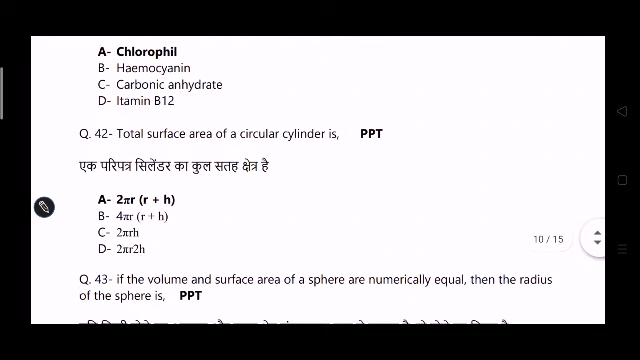 A- Chlorophil
B- Haemocyanin
C- Carbonic anhydrate
D- Itamin B12
Q. 42- Total surface area of a circular cylinder is, PPT
एक परिपत्र सिलेंडर का कुल सतह क्षेत्र है
A- 2πr (r + h)
B- 4πr (r + h)
C- 2πrh
D- 2πr2h
10 / 15
Q. 43- if the volume and surface area of a sphere are numerically equal, then the radius
of the sphere is, PPT